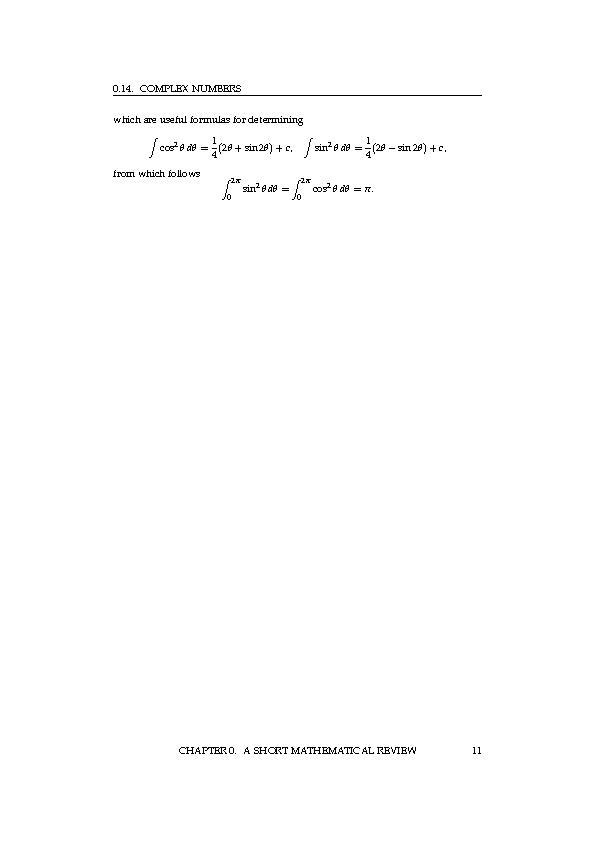 0.14. COMPLEX NUMBERS
which are useful formulas for determining
∫ cos² θ dθ = 1/4 (2θ + sin 2θ) + c,   ∫ sin² θ dθ = 1/4 (2θ − sin 2θ) + c,
from which follows
∫₀^{2π} sin² θ dθ = ∫₀^{2π} cos² θ dθ = π.
CHAPTER 0. A SHORT MATHEMATICAL REVIEW 11